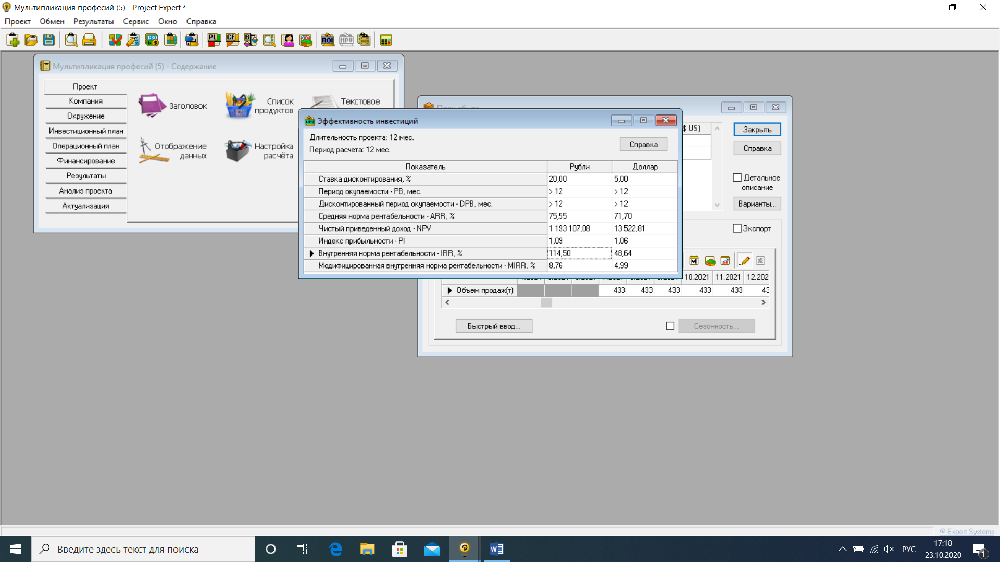 Мультипликация професий (5) - Project Expert *
Проект Обмен Результаты Сервис Окно Справка
PL CF B ROI NPV
Мультипликация професий (5) - Содержание
Проект
Компания
Окружение
Инвестиционный план
Операционный план
Финансирование
Результаты
Анализ проекта
Актуализация
Заголовок
Список
продуктов
Текстовое
Отображение
данных
Настройка
расчёта
План сбыта
$ US)
Закрыть
Справка
Детальное
описание
Варианты...
Экспорт
Эффективность инвестиций
Длительность проекта: 12 мес.
Период расчета: 12 мес.
Справка
Показатель Рубли Доллар
Ставка дисконтирования, % 20,00 5,00
Период окупаемости - PB, мес. > 12 > 12
Дисконтированный период окупаемости - DPB, мес. > 12 > 12
Средняя норма рентабельности - ARR, % 75,55 71,70
Чистый приведенный доход - NPV 1 193 107,08 13 522,81
Индекс прибыльности - PI 1,09 1,06
Внутренняя норма рентабельности - IRR, % 114,50 48,64
Модифицированная внутренняя норма рентабельности - MIRR, % 8,76 4,99
10.2021 11.2021 12.202
Объем продаж(т) 433 433 433 433 433 43
Быстрый ввод...
Сезонность...
© Expert Systems
Введите здесь текст для поиска
РУС
17:18
23.10.2020
1